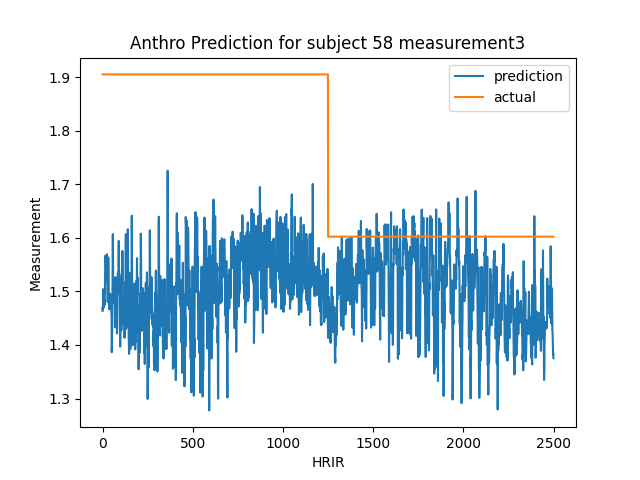 Anthro Prediction for subject 58 measurement3
prediction
actual
Measurement
1.9
1.8
1.7
1.6
1.5
1.4
1.3
0
500
1000
1500
2000
2500
HRIR